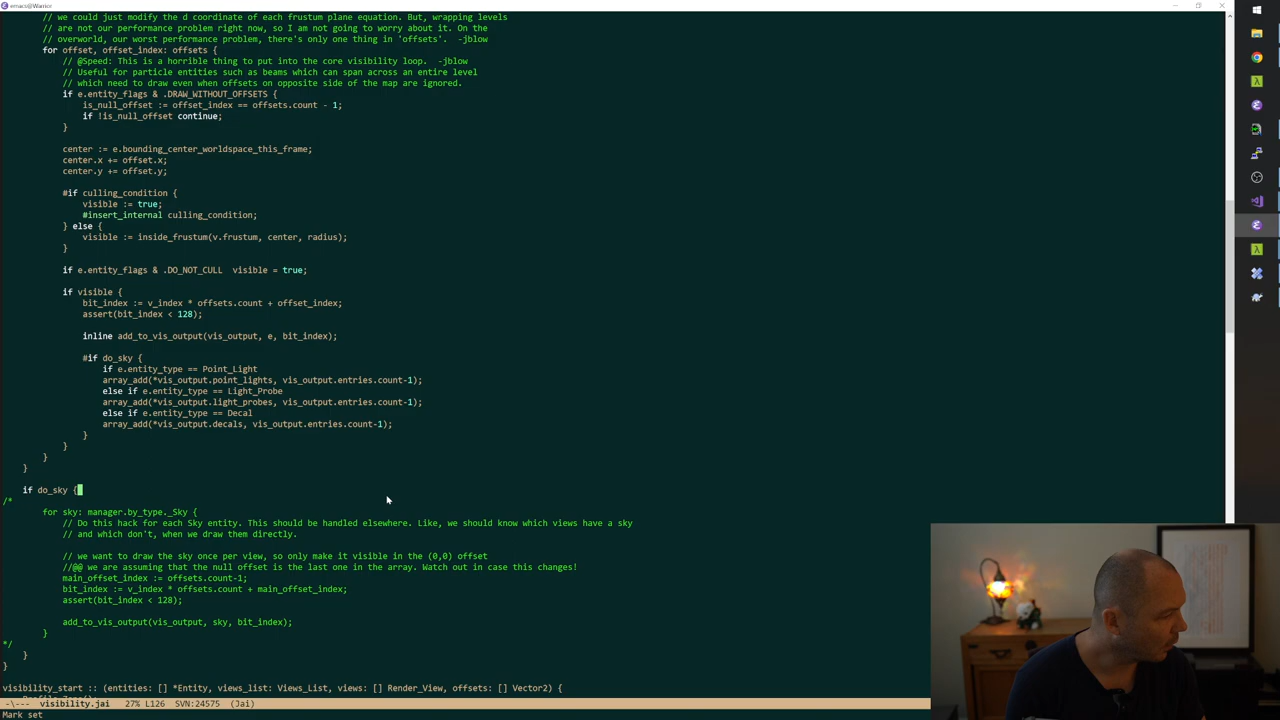 emacs@Warrior
// we could just modify the d coordinate of each frustum plane equation. But, wrapping levels
// are not our performance problem right now, so I am not going to worry about it. On the
// overworld, our worst performance problem, there's only one thing in 'offsets'.  -jblow
for offset, offset_index: offsets {
// @Speed: This is a horrible thing to put into the core visibility loop.  -jblow
// Useful for particle entities such as beams which can span across an entire level
// which need to draw even when offsets on opposite side of the map are ignored.
if e.entity_flags & .DRAW_WITHOUT_OFFSETS {
is_null_offset := offset_index == offsets.count - 1;
if !is_null_offset continue;
}
center := e.bounding_center_worldspace_this_frame;
center.x += offset.x;
center.y += offset.y;
#if culling_condition {
visible := true;
#insert_internal culling_condition;
} else {
visible := inside_frustum(v.frustum, center, radius);
}
if e.entity_flags & .DO_NOT_CULL  visible = true;
if visible {
bit_index := v_index * offsets.count + offset_index;
assert(bit_index < 128);
inline add_to_vis_output(vis_output, e, bit_index);
#if do_sky {
if e.entity_type == Point_Light
array_add(*vis_output.point_lights, vis_output.entries.count-1);
else if e.entity_type == Light_Probe
array_add(*vis_output.light_probes, vis_output.entries.count-1);
else if e.entity_type == Decal
array_add(*vis_output.decals, vis_output.entries.count-1);
}
}
}
}
if do_sky {
/*
for sky: manager.by_type._Sky {
// Do this hack for each Sky entity. This should be handled elsewhere. Like, we should know which views have a sky
// and which don't, when we draw them directly.
// we want to draw the sky once per view, so only make it visible in the (0,0) offset
//@@ we are assuming that the null offset is the last one in the array. Watch out in case this changes!
main_offset_index := offsets.count-1;
bit_index := v_index * offsets.count + main_offset_index;
assert(bit_index < 128);
add_to_vis_output(vis_output, sky, bit_index);
}
*/
}
}
visibility_start :: (entities: [] *Entity, views_list: Views_List, views: [] Render_View, offsets: [] Vector2) {
-\--- visibility.jai 27% L126 SVN:24575 (Jai)
Mark set